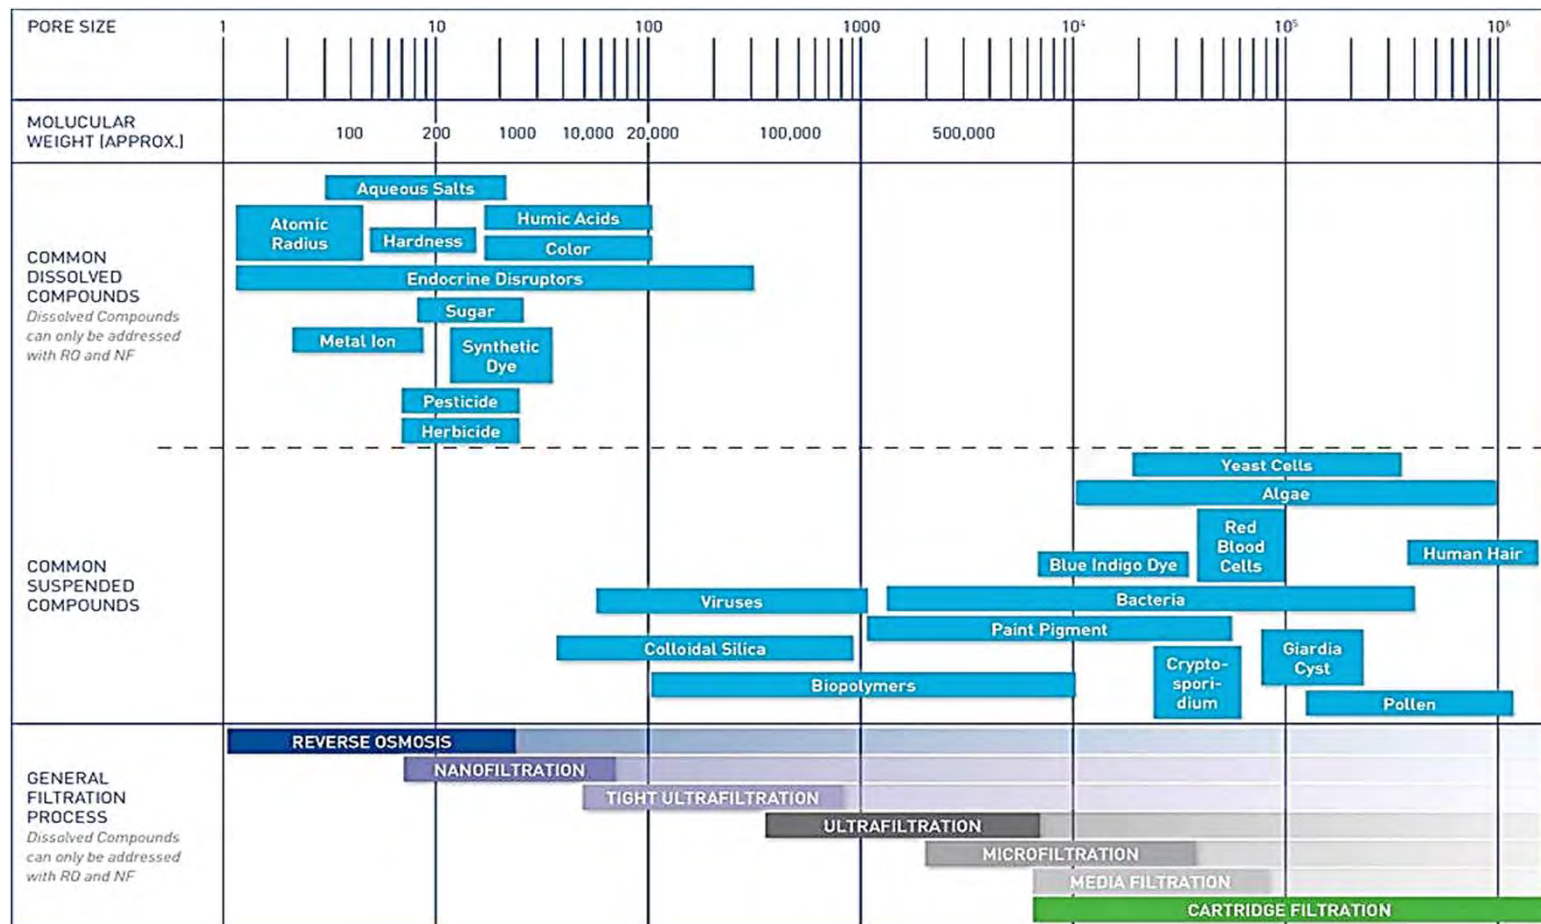 PORE SIZE 1 10 100 1000 10⁴ 10⁵ 10⁶
MOLUCULAR
WEIGHT (APPROX.)
100 200 1000 10,000 20,000 100,000 500,000
COMMON
DISSOLVED
COMPOUNDS
Dissolved Compounds
can only be addressed
with RO and NF
Aqueous Salts
Atomic
Radius
Hardness
Humic Acids
Color
Endocrine Disruptors
Sugar
Metal Ion
Synthetic
Dye
Pesticide
Herbicide
COMMON
SUSPENDED
COMPOUNDS
Yeast Cells
Algae
Red
Blood
Cells
Human Hair
Blue Indigo Dye
Viruses
Bacteria
Paint Pigment
Colloidal Silica
Giardia
Cyst
Crypto-
spori-
dium
Biopolymers
Pollen
GENERAL
FILTRATION
PROCESS
Dissolved Compounds
can only be addressed
with RO and NF
REVERSE OSMOSIS
NANOFILTRATION
TIGHT ULTRAFILTRATION
ULTRAFILTRATION
MICROFILTRATION
MEDIA FILTRATION
CARTRIDGE FILTRATION